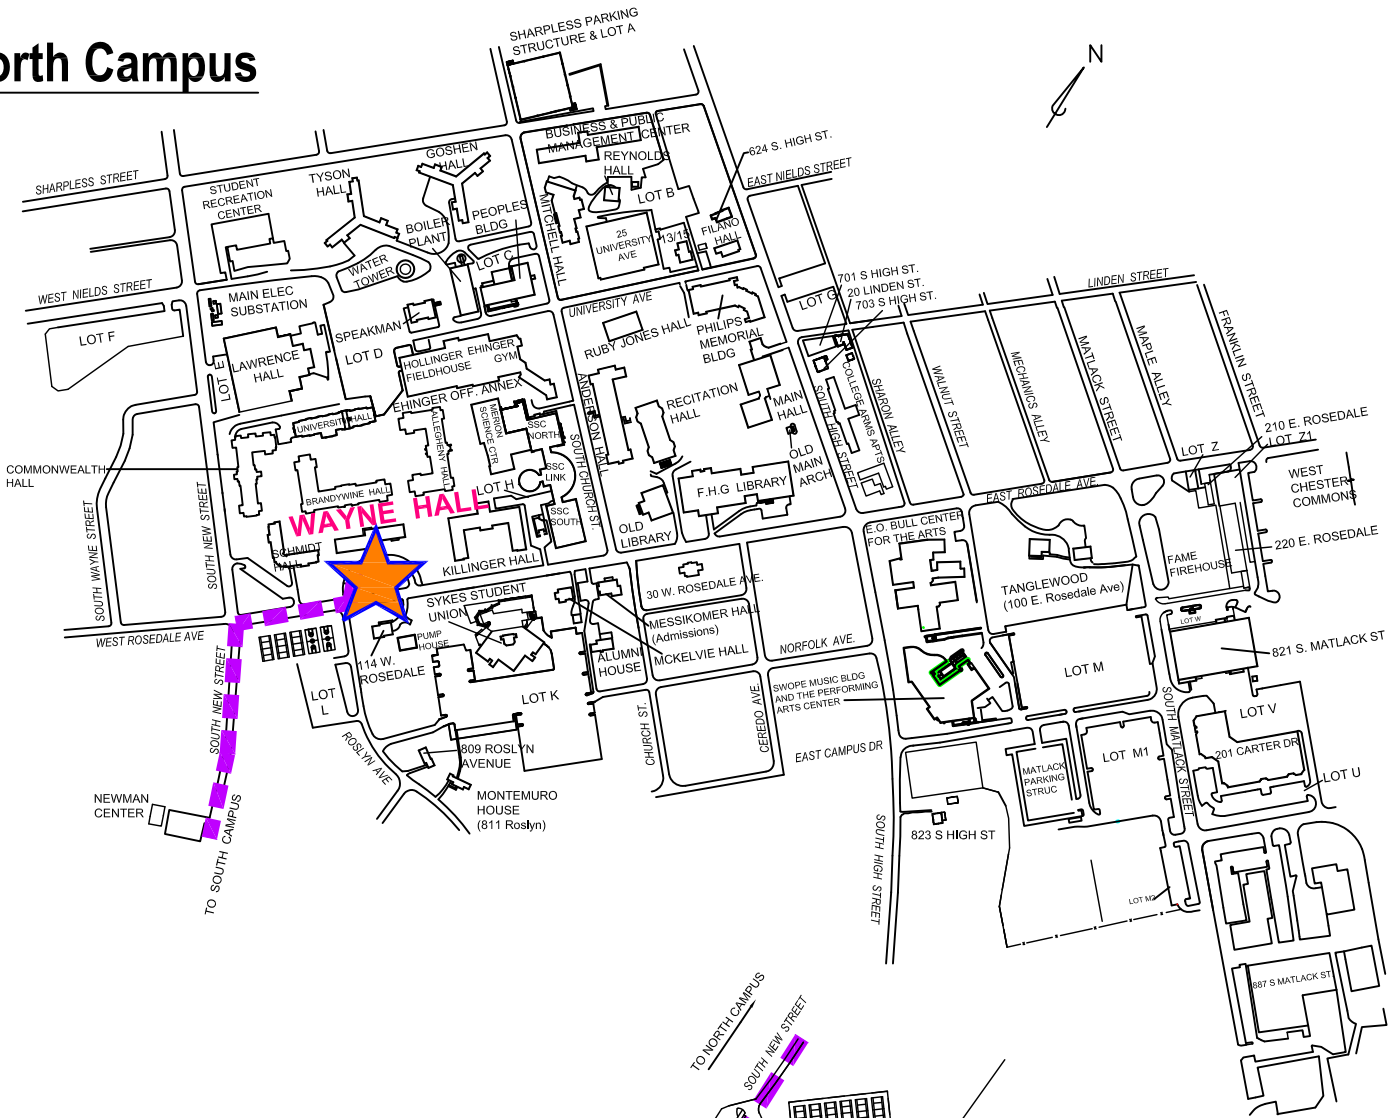 orth Campus
SHARPLESS PARKING
STRUCTURE & LOT A
N
BUSINESS & PUBLIC
MANAGEMENT CENTER
GOSHEN
HALL
REYNOLDS
HALL
624 S. HIGH ST.
SHARPLESS STREET
TYSON
HALL
EAST NIELDS STREET
STUDENT
RECREATION
CENTER
LOT B
MITCHELL HALL
PEOPLES
BLDG
BOILER
PLANT
25
UNIVERSITY
AVE
13/15
FILANO
HALL
WATER
TOWER
LOT C
701 S HIGH ST.
20 LINDEN ST.
703 S HIGH ST.
LINDEN STREET
WEST NIELDS STREET
MAIN ELEC
SUBSTATION
UNIVERSITY AVE
LOT G
LOT F
SPEAKMAN
RUBY JONES HALL
PHILIPS
MEMORIAL
BLDG
FRANKLIN STREET
LOT D
LAWRENCE
HALL
HOLLINGER
FIELDHOUSE
EHINGER
GYM
MAPLE ALLEY
MATLACK STREET
MECHANICS ALLEY
WALNUT STREET
SHARON ALLEY
LOT E
EHINGER OFF. ANNEX
ANDERSON HALL
RECITATION
HALL
MAIN
HALL
SOUTH HIGH STREET
COLLEGE ARMS APTS
UNIVERSITY HALL
ALLEGHENY HALL
MERION
SCIENCE CTR
SSC
NORTH
SOUTH CHURCH ST.
210 E. ROSEDALE
LOT Z1
LOT Z
OLD
MAIN
ARCH
COMMONWEALTH
HALL
SSC
LINK
WEST
CHESTER
COMMONS
BRANDYWINE HALL
LOT H
F.H.G LIBRARY
EAST ROSEDALE AVE.
WAYNE HALL
SSC
SOUTH
OLD
LIBRARY
E.O. BULL CENTER
FOR THE ARTS
220 E. ROSEDALE
SOUTH WAYNE STREET
SOUTH NEW STREET
SCHMIDT
HALL
KILLINGER HALL
FAME
FIREHOUSE
TANGLEWOOD
(100 E. Rosedale Ave)
SYKES STUDENT
UNION
30 W. ROSEDALE AVE.
MESSIKOMER HALL
(Admissions)
LOT W
WEST ROSEDALE AVE
PUMP
HOUSE
MCKELVIE HALL
NORFOLK AVE.
821 S. MATLACK ST
114 W.
ROSEDALE
ALUMNI
HOUSE
LOT M
LOT
L
LOT K
SWOPE MUSIC BLDG
AND THE PERFORMING
ARTS CENTER
SOUTH NEW STREET
CHURCH ST.
CEREDO AVE.
LOT V
SOUTH MATLACK STREET
ROSLYN AVE
809 ROSLYN
AVENUE
EAST CAMPUS DR
LOT M1
201 CARTER DR
MATLACK
PARKING
STRUC
LOT U
NEWMAN
CENTER
MONTEMURO
HOUSE
(811 Roslyn)
TO SOUTH CAMPUS
823 S HIGH ST
SOUTH HIGH STREET
LOT M2
887 S MATLACK ST.
TO NORTH CAMPUS
SOUTH NEW STREET